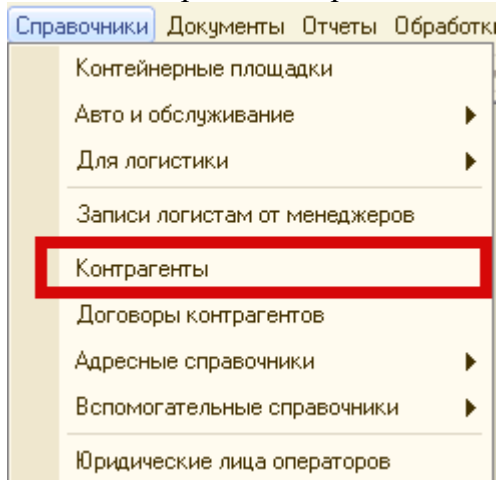 Справочники Документы Отчеты Обработк
Контейнерные площадки
Авто и обслуживание
Для логистики
Записи логистам от менеджеров
Контрагенты
Договоры контрагентов
Адресные справочники
Вспомогательные справочники
Юридические лица операторов